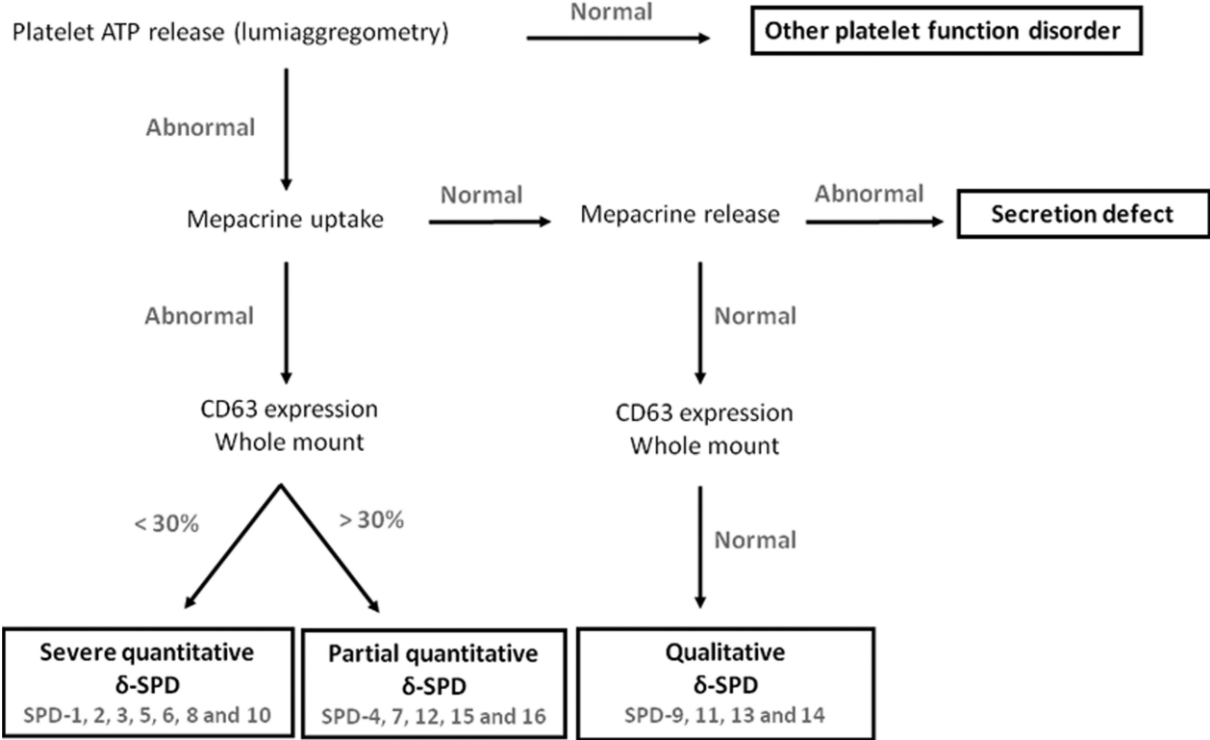 Normal
Platelet ATP release (lumiaggregometry)
Other platelet function disorder
Abnormal
Normal
Abnormal
Mepacrine uptake
Mepacrine release
Secretion defect
Abnormal
Normal
CD63 expression
Whole mount
CD63 expression
Whole mount
< 30%
> 30%
Normal
Severe quantitative
δ-SPD
SPD-1, 2, 3, 5, 6, 8 and 10
Partial quantitative
δ-SPD
SPD-4, 7, 12, 15 and 16
Qualitative
δ-SPD
SPD-9, 11, 13 and 14